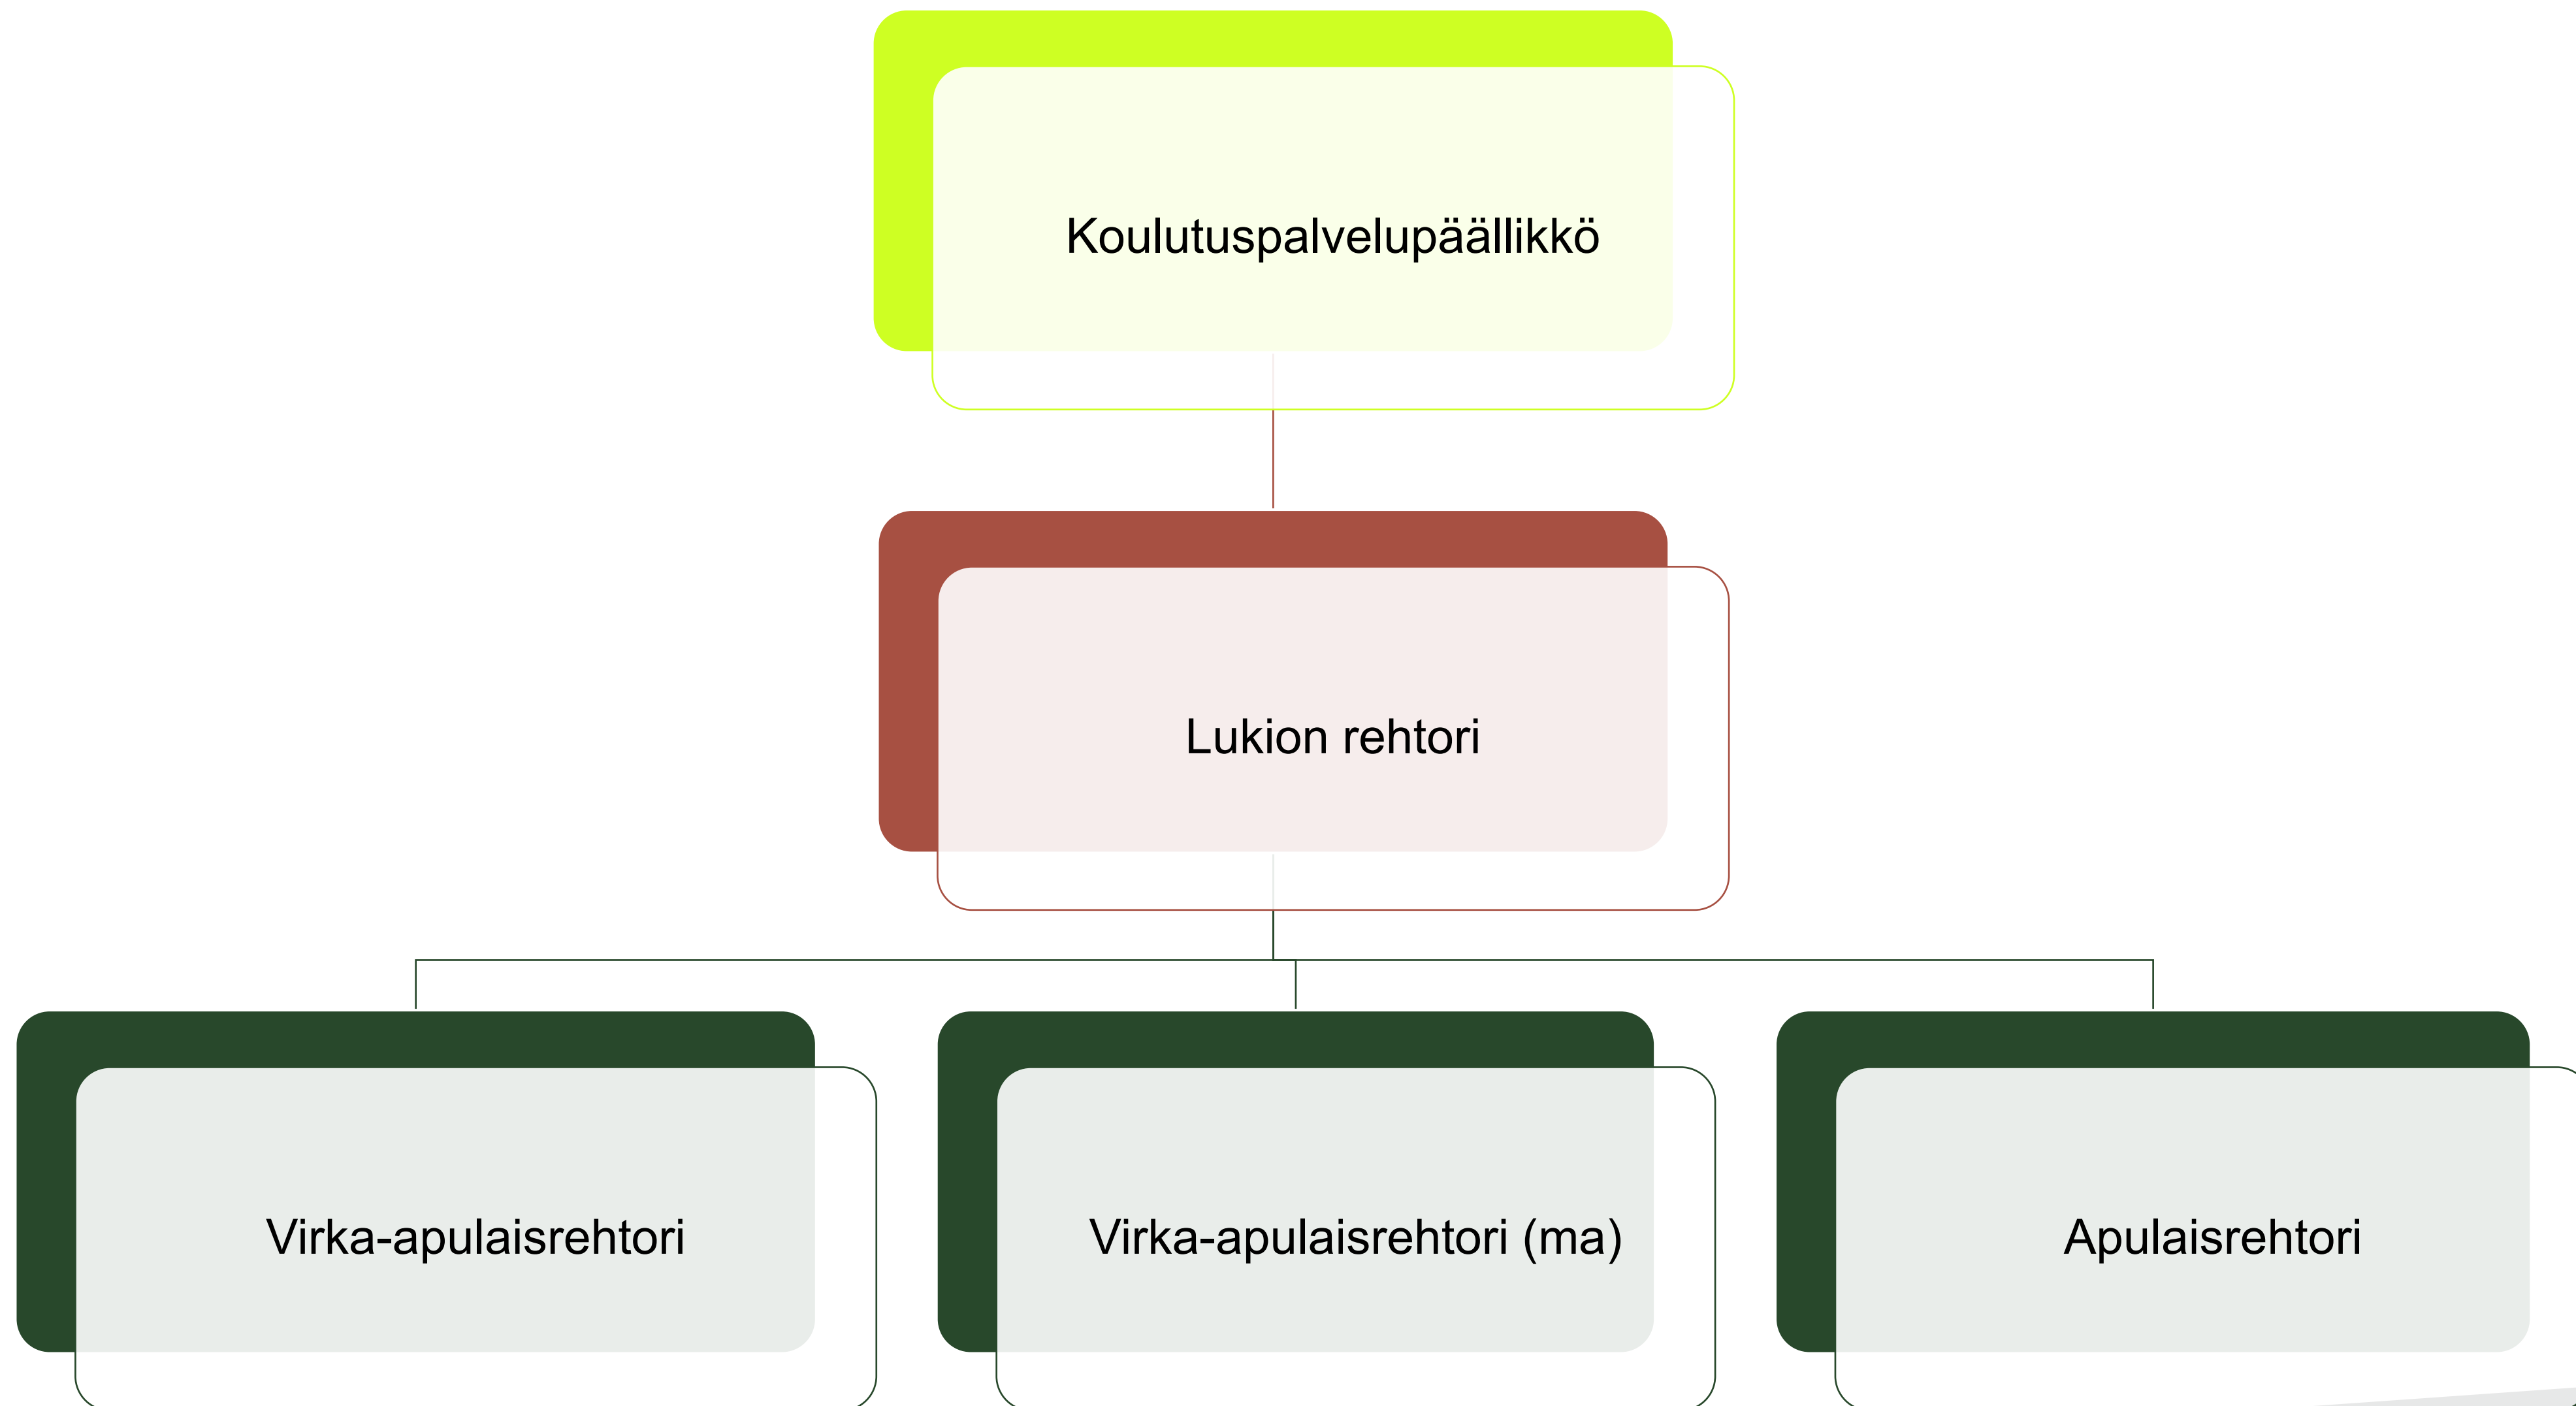 Koulutuspalvelupäällikkö
Lukion rehtori
Virka-apulaisrehtori
Virka-apulaisrehtori (ma)
Apulaisrehtori